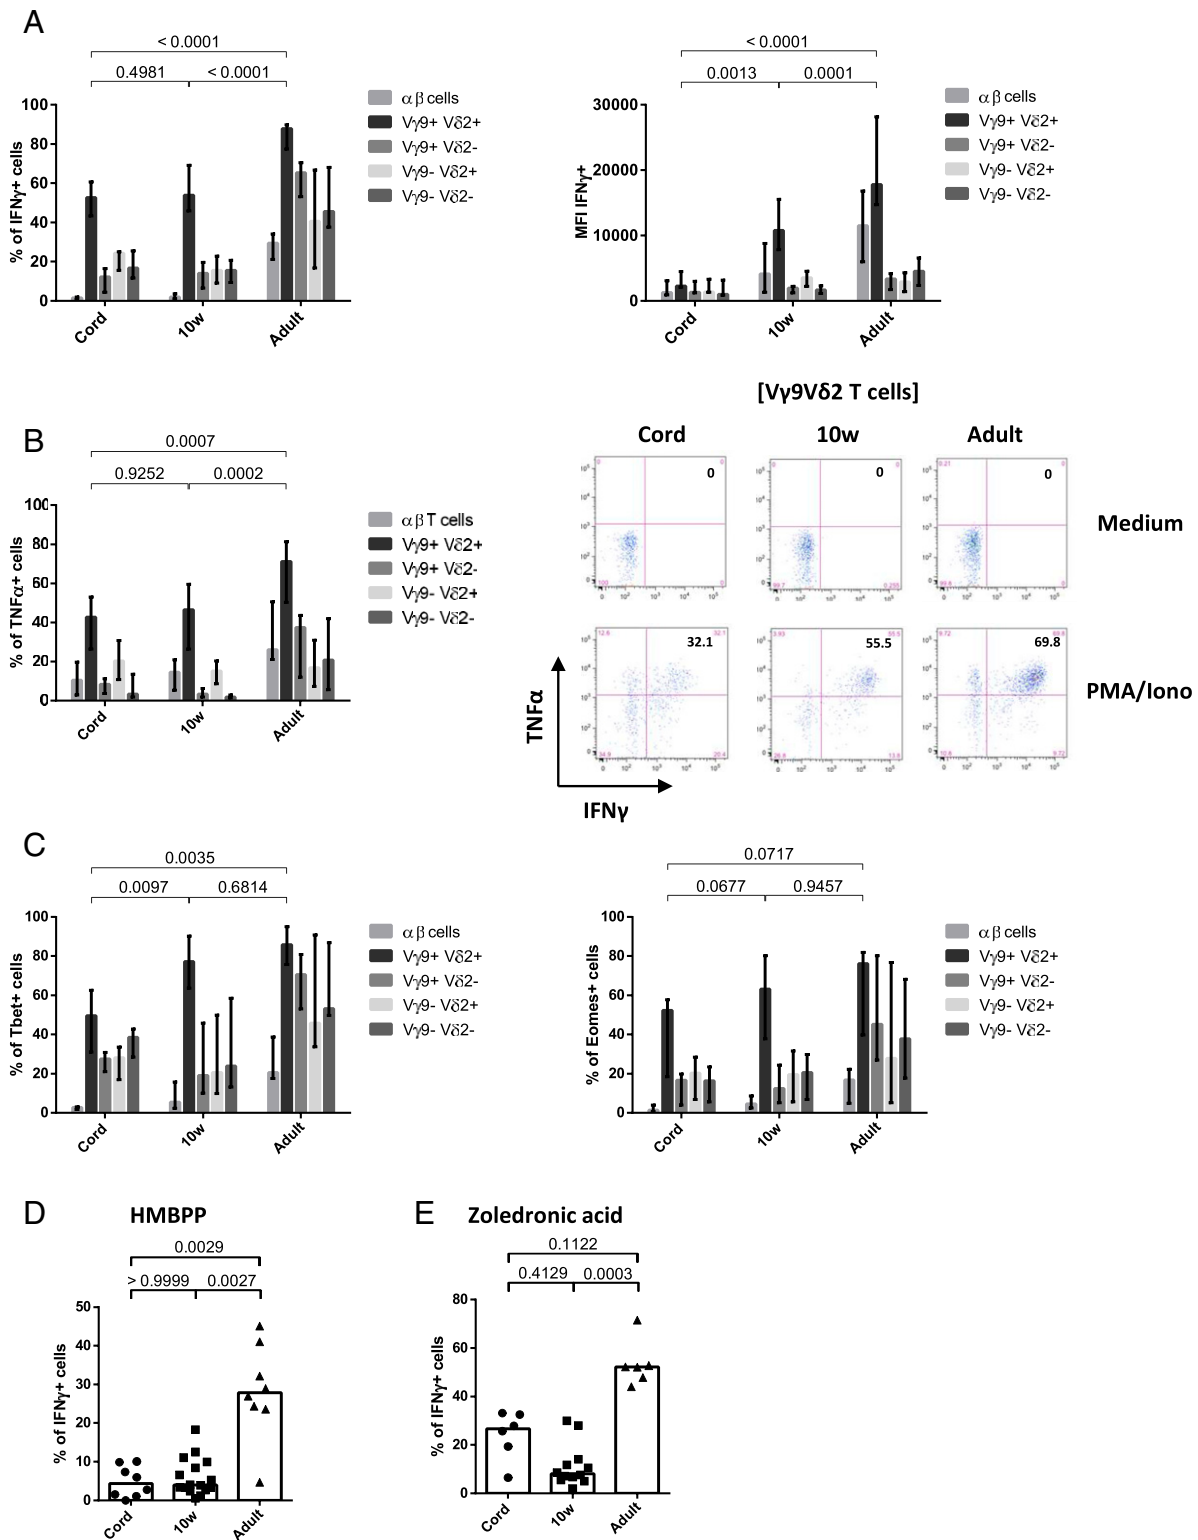 A
< 0.0001
0.4981
< 0.0001
% of IFNγ+ cells
100
80
60
40
20
0
Cord
10w
Adult
αβ cells
Vγ9+ Vδ2+
Vγ9+ Vδ2-
Vγ9- Vδ2+
Vγ9- Vδ2-
< 0.0001
0.0013
0.0001
MFI IFNγ+
30000
20000
10000
0
Cord
10w
Adult
αβ cells
Vγ9+ Vδ2+
Vγ9+ Vδ2-
Vγ9- Vδ2+
Vγ9- Vδ2-
B
0.0007
0.9252
0.0002
% of TNFα+ cells
100
80
60
40
20
0
Cord
10w
Adult
αβ T cells
Vγ9+ Vδ2+
Vγ9+ Vδ2-
Vγ9- Vδ2+
Vγ9- Vδ2-
[Vγ9Vδ2 T cells]
Cord
10w
Adult
0
0
0
Medium
32.1
55.5
69.8
PMA/Iono
TNFα
IFNγ
C
0.0035
0.0097
0.6814
% of Tbet+ cells
100
80
60
40
20
0
Cord
10w
Adult
αβ cells
Vγ9+ Vδ2+
Vγ9+ Vδ2-
Vγ9- Vδ2+
Vγ9- Vδ2-
0.0717
0.0677
0.9457
% of Eomes+ cells
100
80
60
40
20
0
Cord
10w
Adult
αβ cells
Vγ9+ Vδ2+
Vγ9+ Vδ2-
Vγ9- Vδ2+
Vγ9- Vδ2-
D
HMBPP
0.0029
> 0.9999
0.0027
% of IFNγ+ cells
50
40
30
20
10
0
Cord
10w
Adult
E
Zoledronic acid
0.1122
0.4129
0.0003
% of IFNγ+ cells
80
60
40
20
0
Cord
10w
Adult